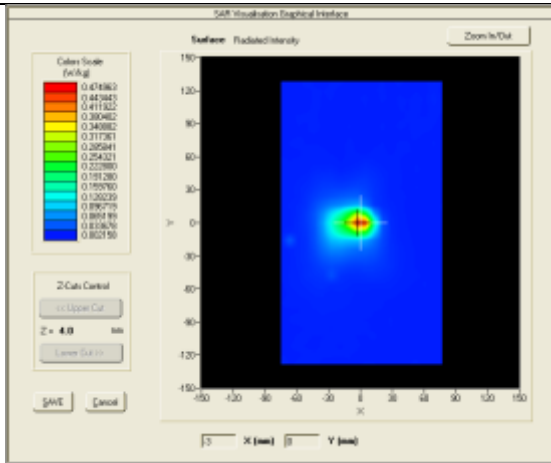 SAR Visualisation Graphical Interface
Surface Radiated Intensity
Zoom In/Out
Colors Scale
(W/kg)
0.474963
0.443443
0.411922
0.380402
0.348882
0.317361
0.285841
0.254321
0.222800
0.191280
0.159760
0.128239
0.096719
0.065199
0.033678
0.002158
150
120
90
60
30
0
-30
-60
-90
-120
-150
Y
-150 -120 -90 -60 -30 0 30 60 90 120 150
X
Z-Cuts Control
<< Upper Cut
Z = 4.0 mm
Lower Cut >>
SAVE Cancel
-3 X (mm) 0 Y (mm)